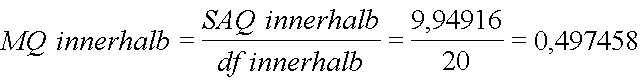 MQ innerhalb = SAQ innerhalb / df innerhalb = 9,94916 / 20 = 0,497458